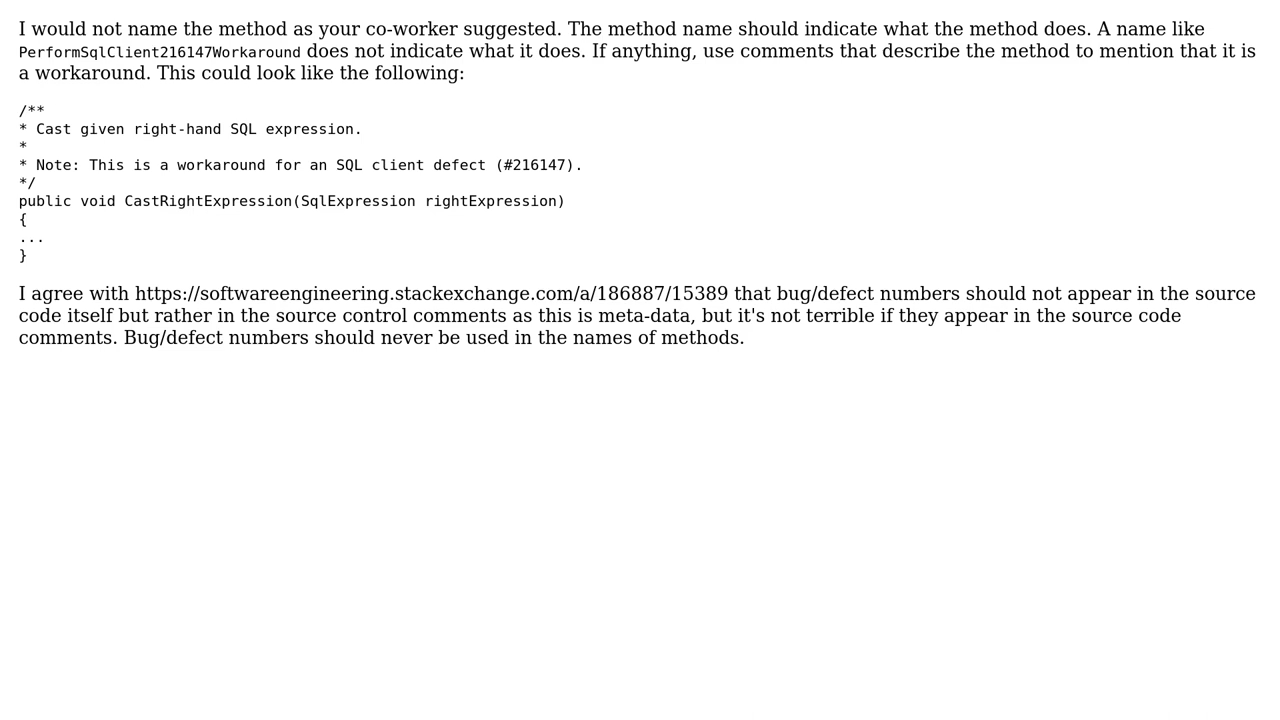 I would not name the method as your co-worker suggested. The method name should indicate what the method does. A name like
PerformSqlClient216147Workaround does not indicate what it does. If anything, use comments that describe the method to mention that it is
a workaround. This could look like the following:
/**
* Cast given right-hand SQL expression.
*
* Note: This is a workaround for an SQL client defect (#216147).
*/
public void CastRightExpression(SqlExpression rightExpression)
{
...
}
I agree with https://softwareengineering.stackexchange.com/a/186887/15389 that bug/defect numbers should not appear in the source
code itself but rather in the source control comments as this is meta-data, but it's not terrible if they appear in the source code
comments. Bug/defect numbers should never be used in the names of methods.